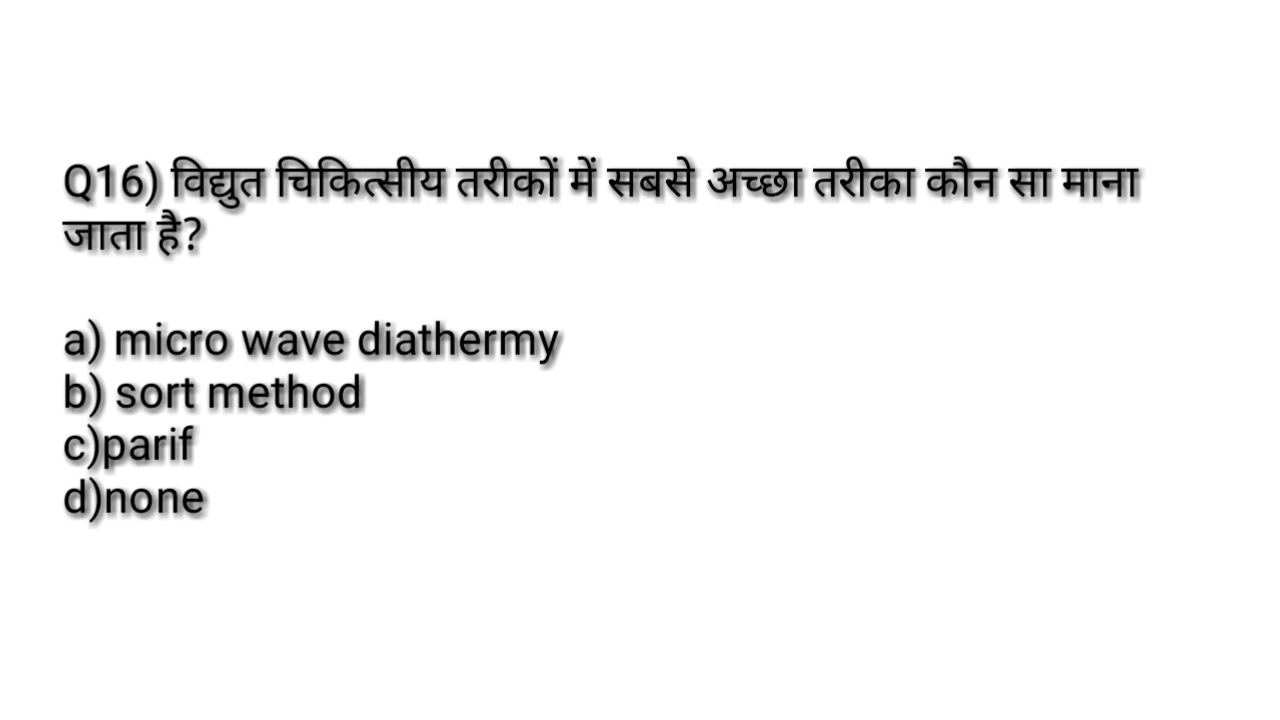 Q16) विद्युत चिकित्सीय तरीकों में सबसे अच्छा तरीका कौन सा माना
जाता है?
a) micro wave diathermy
b) sort method
c)parif
d)none